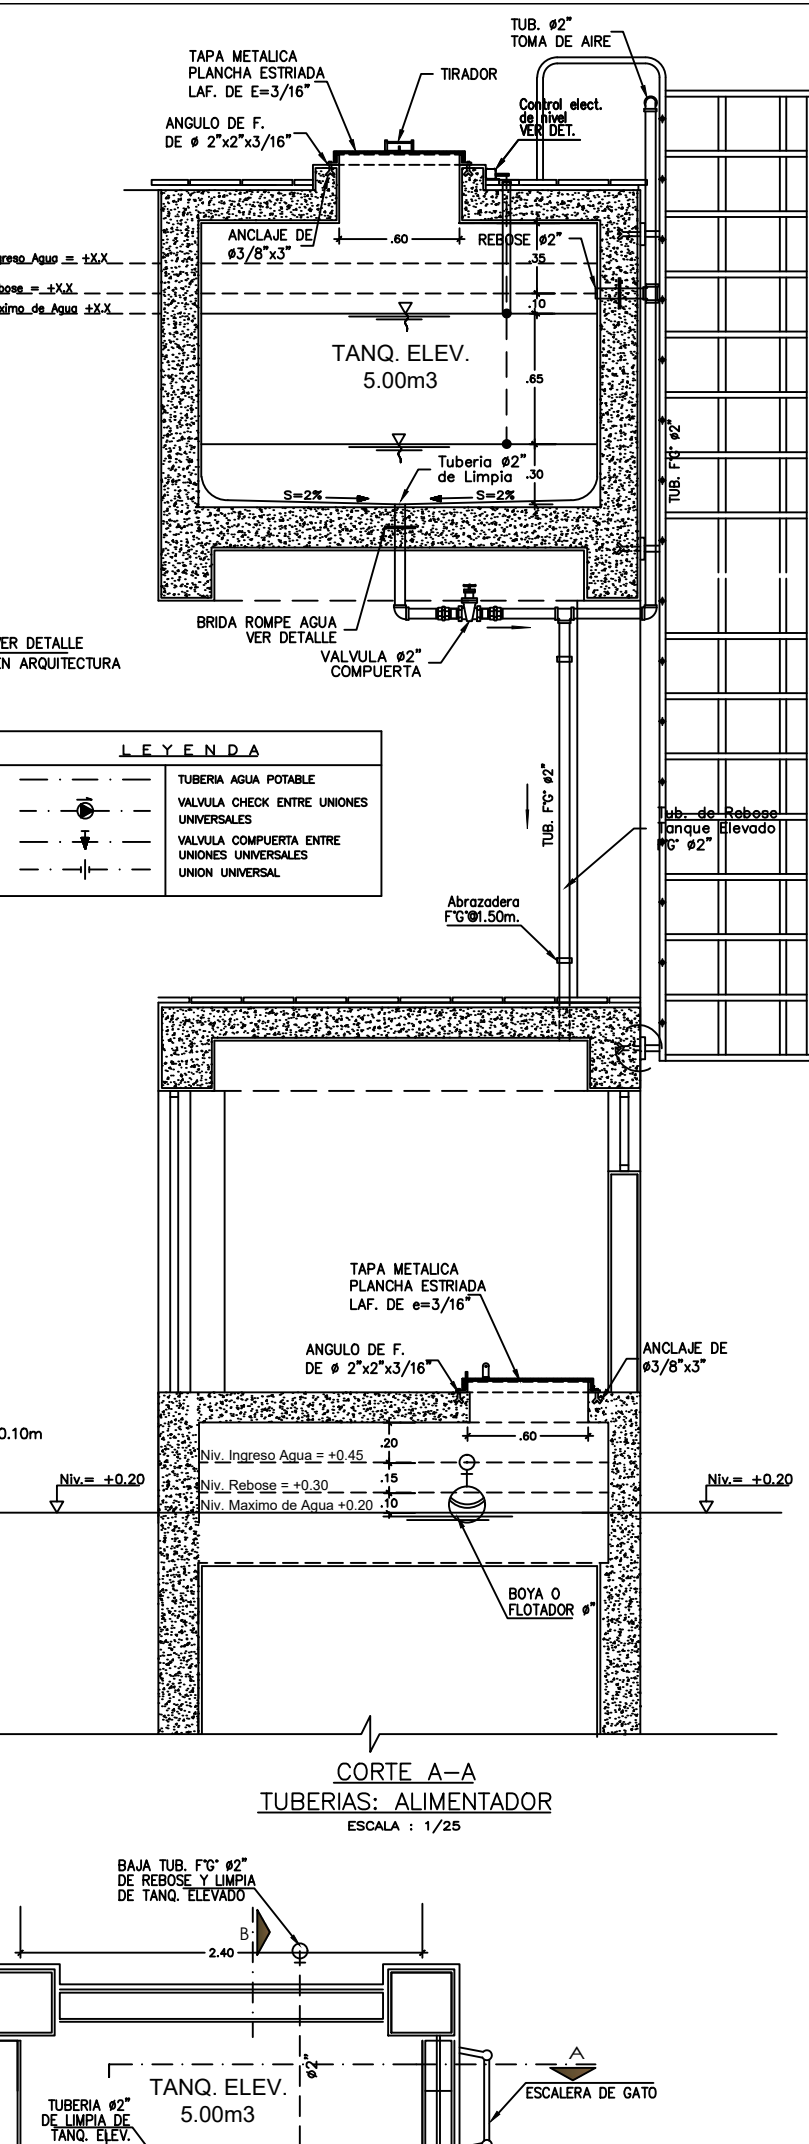 TUB. ø2"
TOMA DE AIRE
TAPA METALICA
PLANCHA ESTRIADA
LAF. DE E=3/16"
TIRADOR
Control elect.
de nivel
VER DET.
ANGULO DE F.
DE ø 2"x2"x3/16"
ANCLAJE DE
ø3/8"x3"
.60
REBOSE ø2"
.35
greso Agua = +X.X
bose = +X.X
ximo de Agua +X.X
.10
TANQ. ELEV.
5.00m3
.65
TUB. F°G° ø2"
Tuberia ø2"
de Limpia
.30
S=2%
S=2%
BRIDA ROMPE AGUA
VER DETALLE
VALVULA ø2"
COMPUERTA
VER DETALLE
EN ARQUITECTURA
LEYENDA
TUBERIA AGUA POTABLE
VALVULA CHECK ENTRE UNIONES
UNIVERSALES
VALVULA COMPUERTA ENTRE
UNIONES UNIVERSALES
UNION UNIVERSAL
TUB. F°G° ø2"
Tub. de Rebose
Tanque Elevado
F°G° ø2"
Abrazadera
F°G°@1.50m.
TAPA METALICA
PLANCHA ESTRIADA
LAF. DE e=3/16"
ANGULO DE F.
DE ø 2"x2"x3/16"
ANCLAJE DE
ø3/8"x3"
0.10m
.20
.60
Niv. Ingreso Agua = +0.45
.15
Niv. Rebose = +0.30
Niv. Maximo de Agua +0.20
.10
Niv.= +0.20
Niv.= +0.20
BOYA O
FLOTADOR ø"
CORTE A-A
TUBERIAS: ALIMENTADOR
ESCALA : 1/25
BAJA TUB. F°G° ø2"
DE REBOSE Y LIMPIA
DE TANQ. ELEVADO
B
2.40
A
ø2"
TANQ. ELEV.
5.00m3
ESCALERA DE GATO
TUBERIA ø2"
DE LIMPIA DE
TANQ. ELEV.